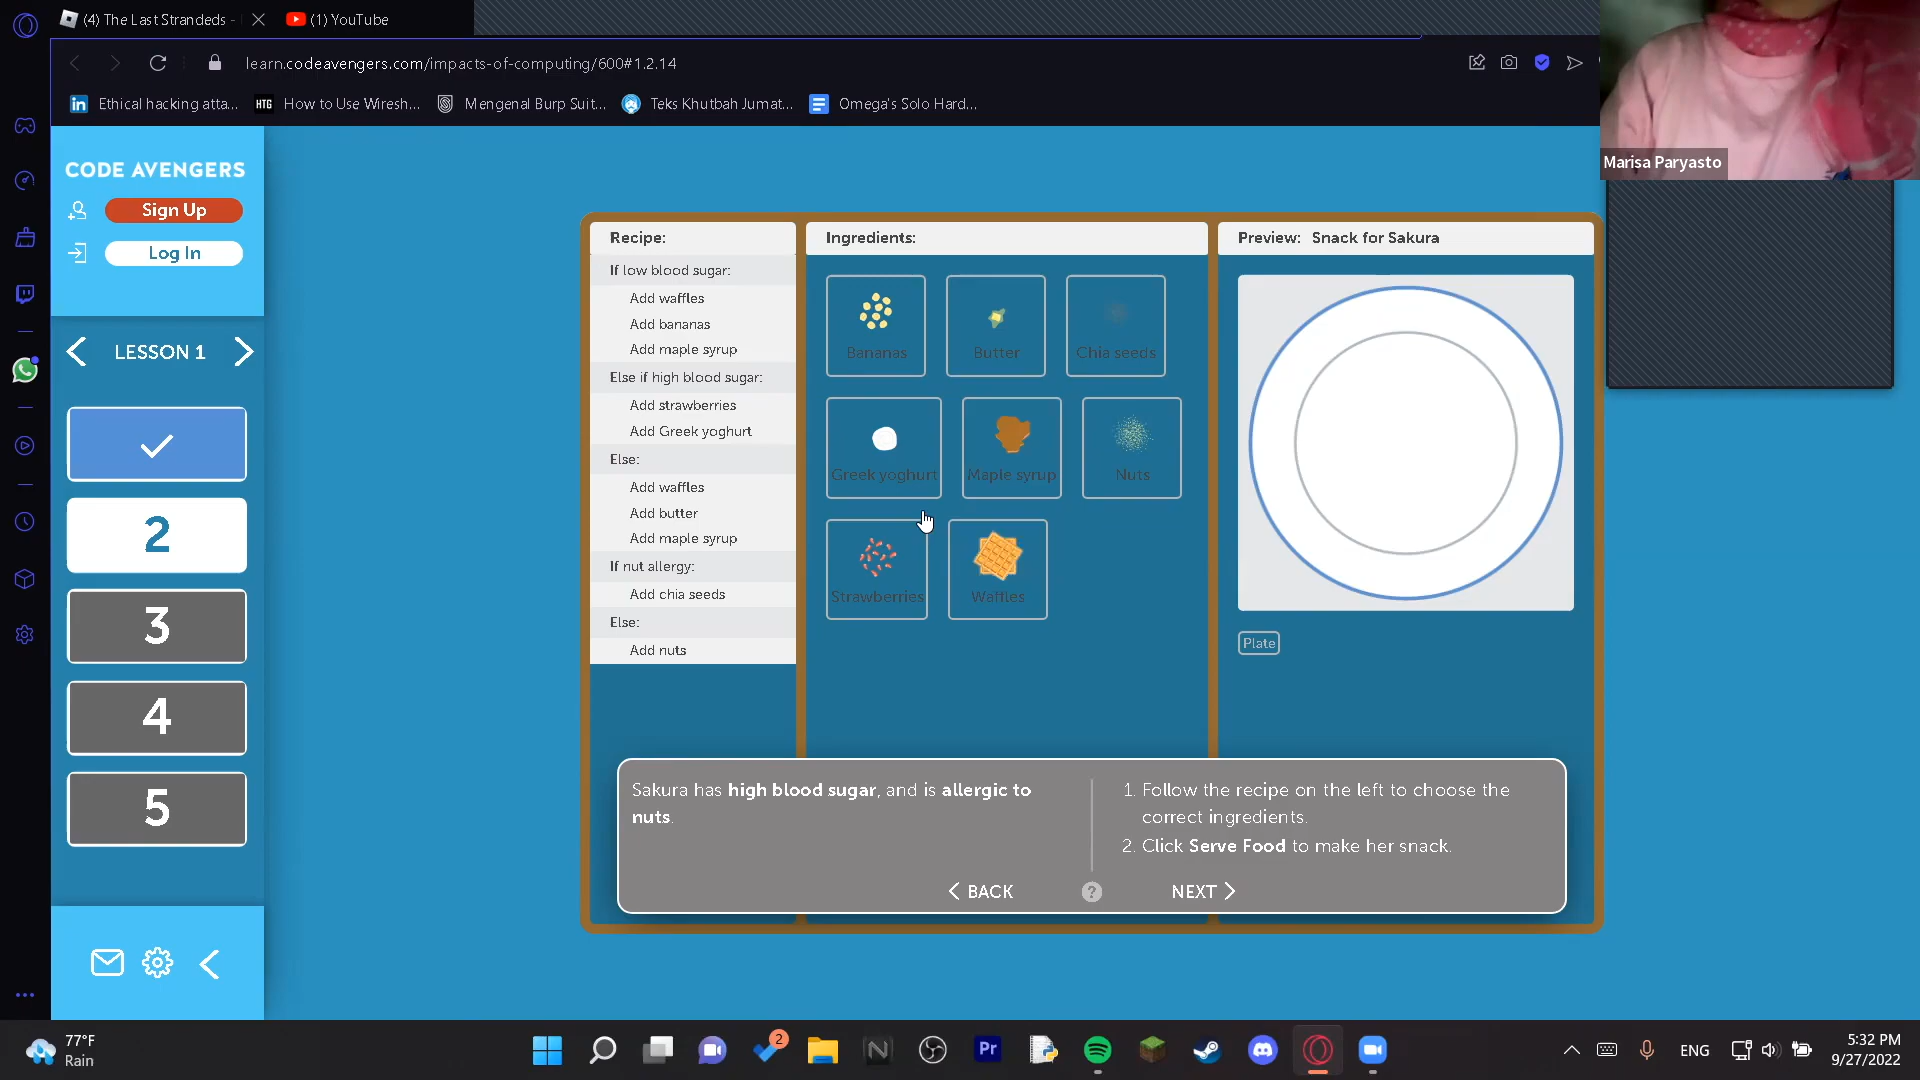 (4) The Last Strandeds -
(1) YouTube
learn.codeavengers.com/impacts-of-computing/600#1.2.14
Ethical hacking atta...
HTG
How to Use Wiresh...
Mengenal Burp Suit...
Teks Khutbah Jumat...
Omega's Solo Hard...
Marisa Paryasto
CODE AVENGERS
Sign Up
Log In
LESSON 1
2
3
4
5
Recipe:
If low blood sugar:
Add waffles
Add bananas
Add maple syrup
Else if high blood sugar:
Add strawberries
Add Greek yoghurt
Else:
Add waffles
Add butter
Add maple syrup
If nut allergy:
Add chia seeds
Else:
Add nuts
Ingredients:
Bananas
Butter
Chia seeds
Greek yoghurt
Maple syrup
Nuts
Strawberries
Waffles
Preview: Snack for Sakura
Plate
Sakura has high blood sugar, and is allergic to
nuts.
1. Follow the recipe on the left to choose the
correct ingredients.
2. Click Serve Food to make her snack.
BACK
?
NEXT
77°F
Rain
2
N
Pr
ENG
5:32 PM
9/27/2022